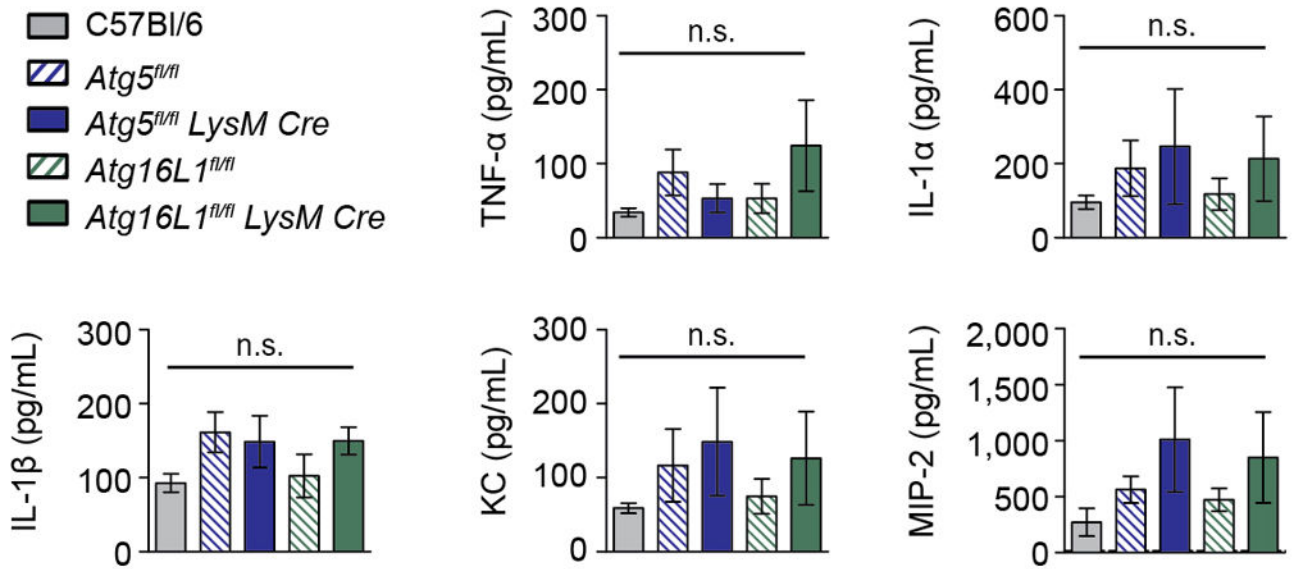 C57Bl/6
Atg5fl/fl
Atg5fl/fl LysM Cre
Atg16L1fl/fl
Atg16L1fl/fl LysM Cre
TNF-α (pg/mL)
300
200
100
0
n.s.
IL-1α (pg/mL)
600
400
200
0
n.s.
IL-1β (pg/mL)
300
200
100
0
n.s.
KC (pg/mL)
300
200
100
0
n.s.
MIP-2 (pg/mL)
2,000
1,500
1,000
500
0
n.s.